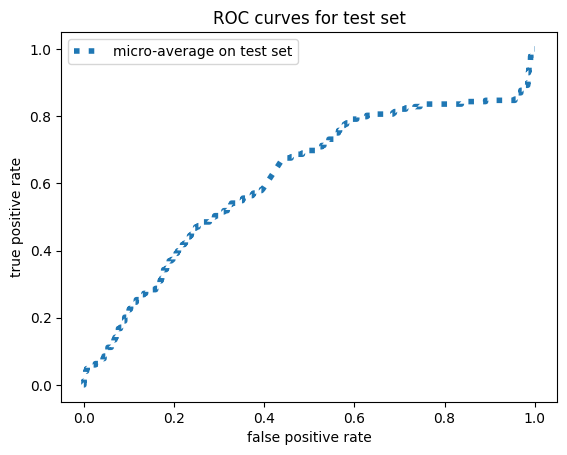 ROC curves for test set
micro-average on test set
true positive rate
1.0
0.8
0.6
0.4
0.2
0.0
0.0 0.2 0.4 0.6 0.8 1.0
false positive rate